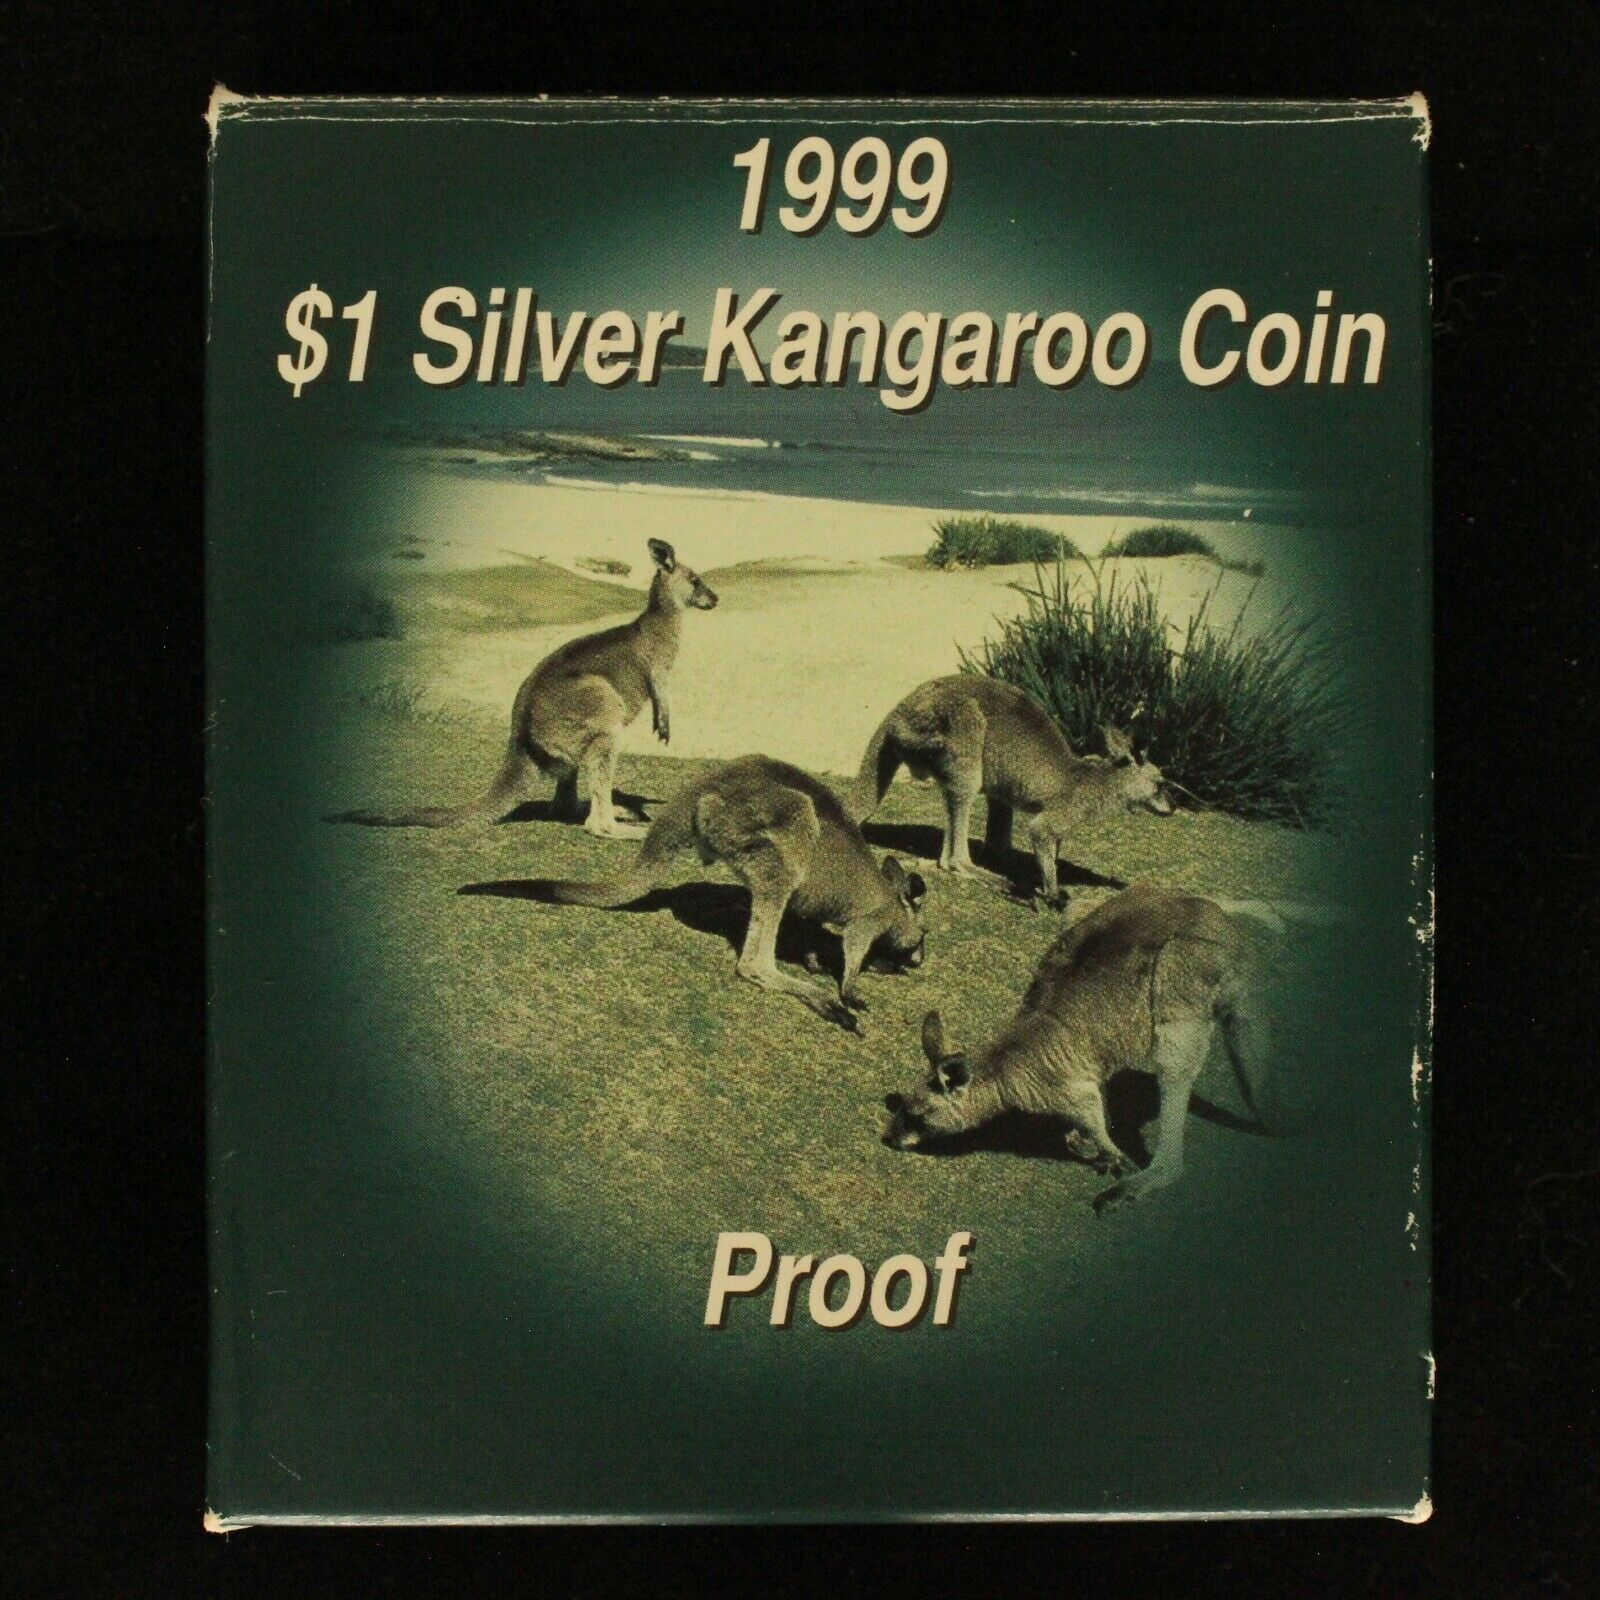 1999
$1 Silver Kangaroo Coin
Proof